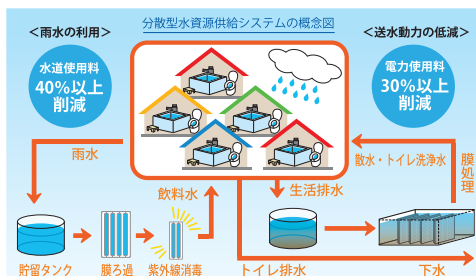 分散型水資源供給システムの概念図
＜雨水の利用＞
水道使用料
40%以上
削減
＜送水動力の低減＞
電力使用料
30%以上
削減
雨水
飲料水
生活排水
散水・トイレ洗浄水
膜処理
貯留タンク
膜ろ過
紫外線消毒
トイレ排水
下水